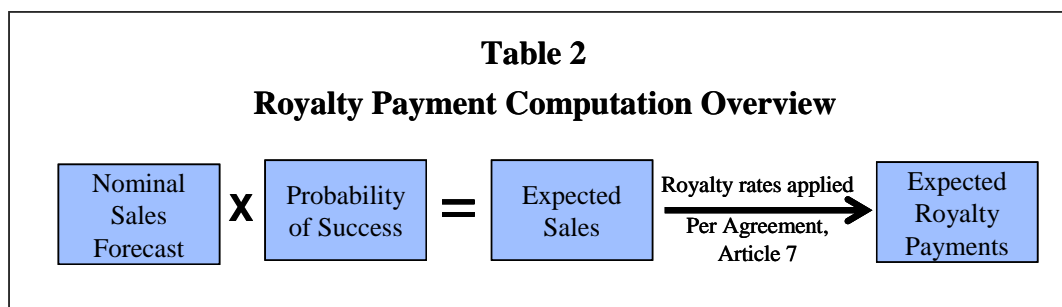 Table 2
Royalty Payment Computation Overview
Nominal
Sales
Forecast
X
Probability
of Success
=
Expected
Sales
Royalty rates applied
Per Agreement,
Article 7
Expected
Royalty
Payments